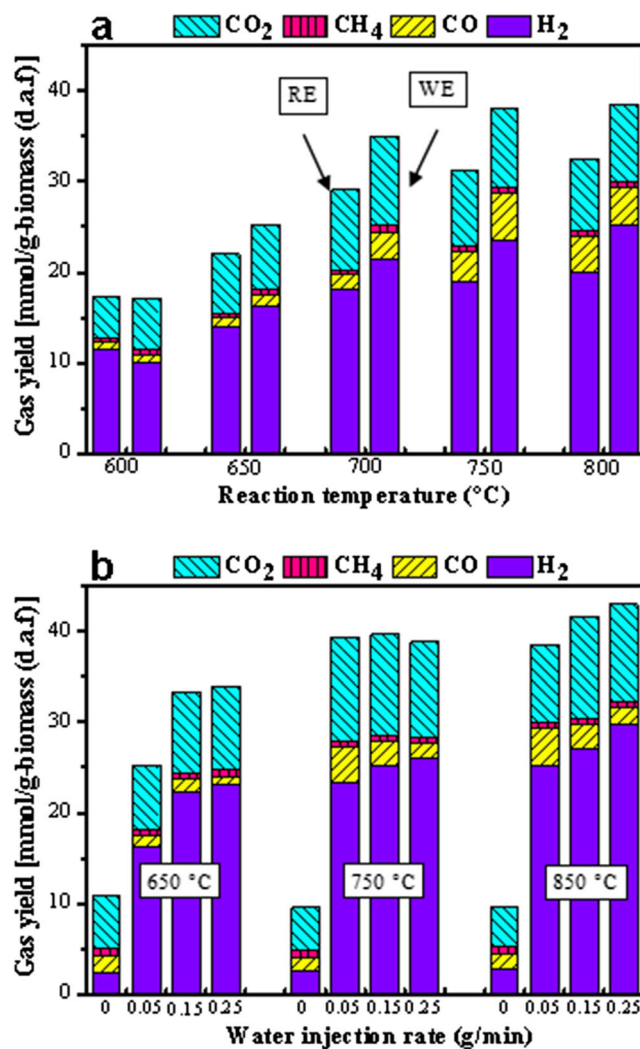 a
CO₂ CH₄ CO H₂
Gas yield [mmol/g-biomass (d.a.f)]
40
30
20
10
0
RE
WE
600 650 700 750 800
Reaction temperature (°C)
b
CO₂ CH₄ CO H₂
Gas yield [mmol/g-biomass (d.a.f)]
40
30
20
10
0
650 °C 750 °C 850 °C
0 0.05 0.15 0.25 0 0.05 0.15 0.25 0 0.05 0.15 0.25
Water injection rate (g/min)